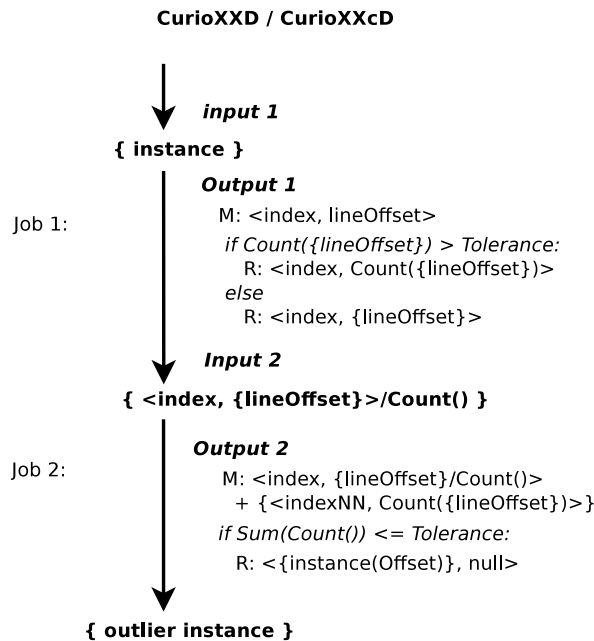 CurioXXD / CurioXXcD
input 1
{ instance }
Output 1
Job 1:
M: <index, lineOffset>
if Count({lineOffset}) > Tolerance:
R: <index, Count({lineOffset})>
else
R: <index, {lineOffset}>
Input 2
{ <index, {lineOffset}>/Count() }
Output 2
Job 2:
M: <index, {lineOffset}/Count()>
+ {<indexNN, Count({lineOffset})>}
if Sum(Count()) <= Tolerance:
R: <{instance(Offset)}, null>
{ outlier instance }